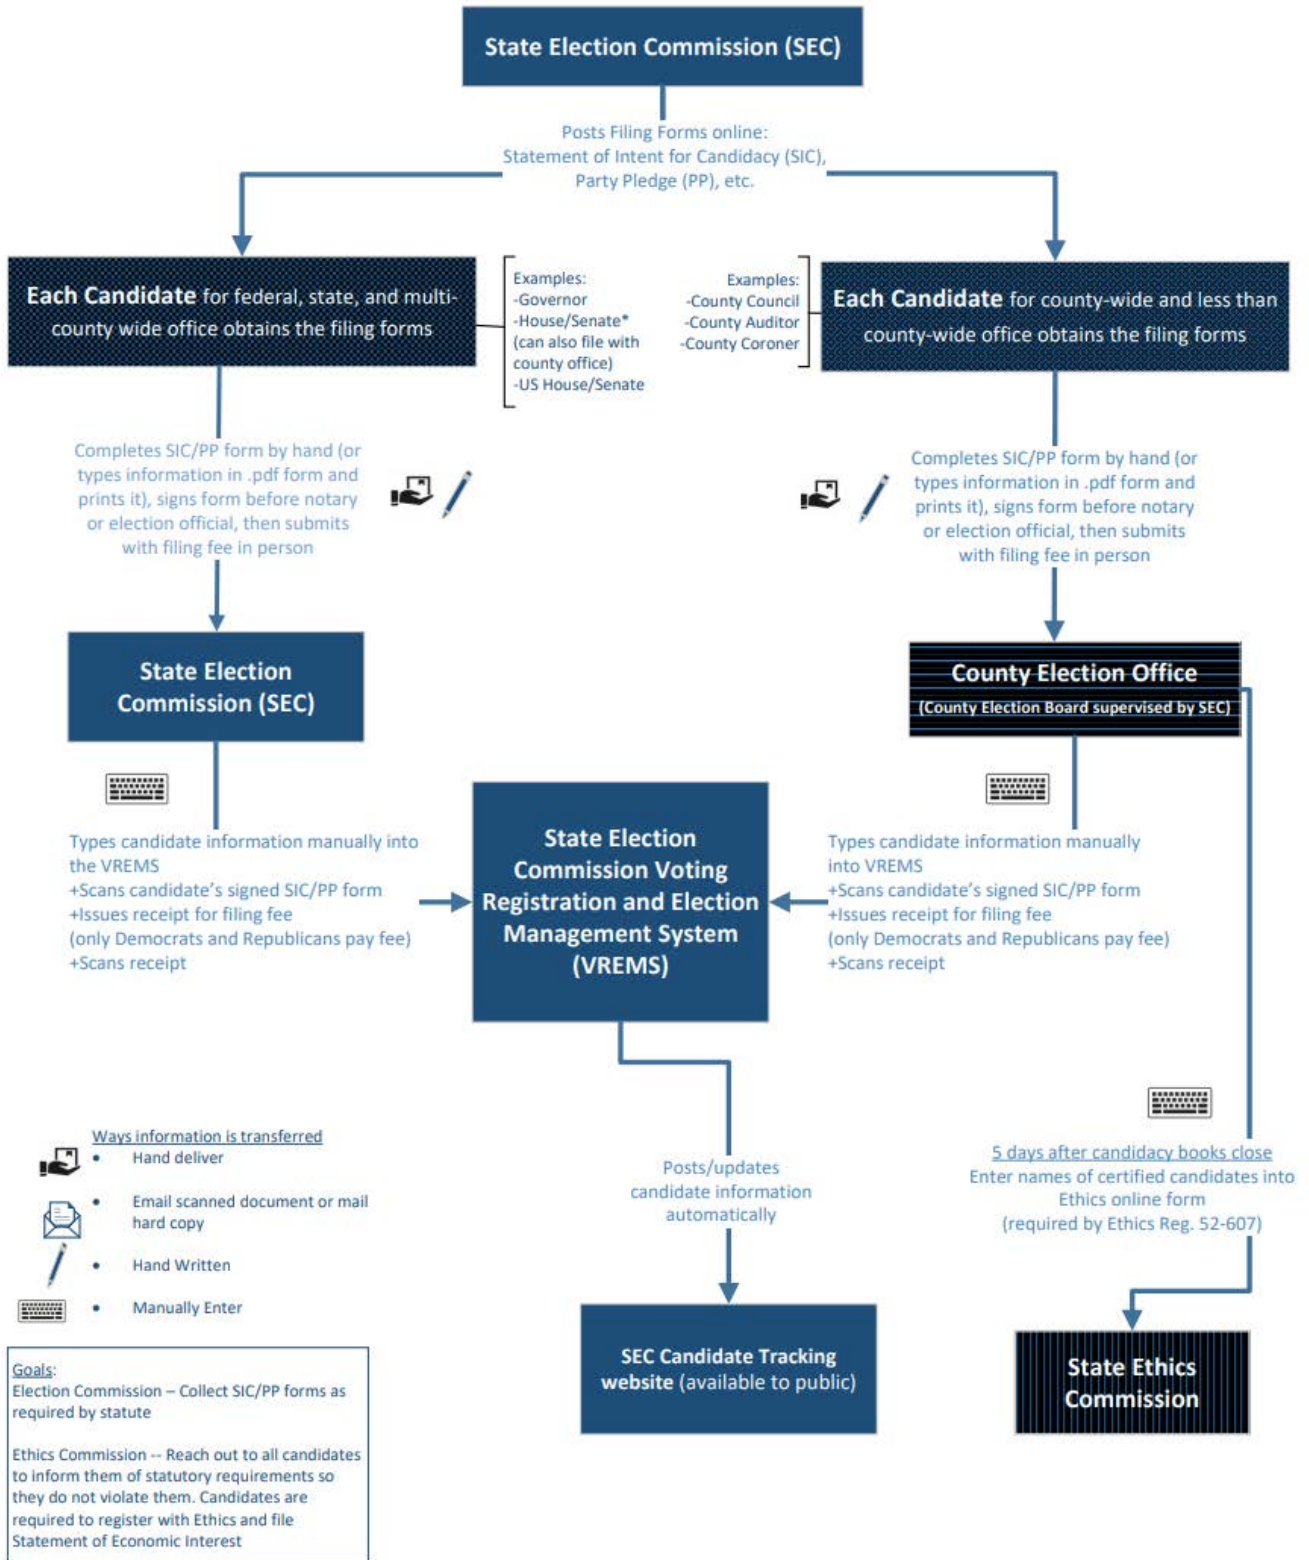 State Election Commission (SEC)
Posts Filing Forms online:
Statement of Intent for Candidacy (SIC),
Party Pledge (PP), etc.
Each Candidate for federal, state, and multi-
county wide office obtains the filing forms
Examples:
-Governor
-House/Senate*
(can also file with
county office)
-US House/Senate
Examples:
-County Council
-County Auditor
-County Coroner
Each Candidate for county-wide and less than
county-wide office obtains the filing forms
Completes SIC/PP form by hand (or
types information in .pdf form and
prints it), signs form before notary
or election official, then submits
with filing fee in person
Completes SIC/PP form by hand (or
types information in .pdf form and
prints it), signs form before notary
or election official, then submits
with filing fee in person
State Election
Commission (SEC)
County Election Office
(County Election Board supervised by SEC)
Types candidate information manually into
the VREMS
+Scans candidate's signed SIC/PP form
+Issues receipt for filing fee
(only Democrats and Republicans pay fee)
+Scans receipt
State Election
Commission Voting
Registration and Election
Management System
(VREMS)
Types candidate information manually
into VREMS
+Scans candidate's signed SIC/PP form
+Issues receipt for filing fee
(only Democrats and Republicans pay fee)
+Scans receipt
Ways information is transferred
• Hand deliver
• Email scanned document or mail
hard copy
• Hand Written
• Manually Enter
Posts/updates
candidate information
automatically
5 days after candidacy books close
Enter names of certified candidates into
Ethics online form
(required by Ethics Reg. 52-607)
SEC Candidate Tracking
website (available to public)
State Ethics
Commission
Goals:
Election Commission – Collect SIC/PP forms as
required by statute
Ethics Commission -- Reach out to all candidates
to inform them of statutory requirements so
they do not violate them. Candidates are
required to register with Ethics and file
Statement of Economic Interest